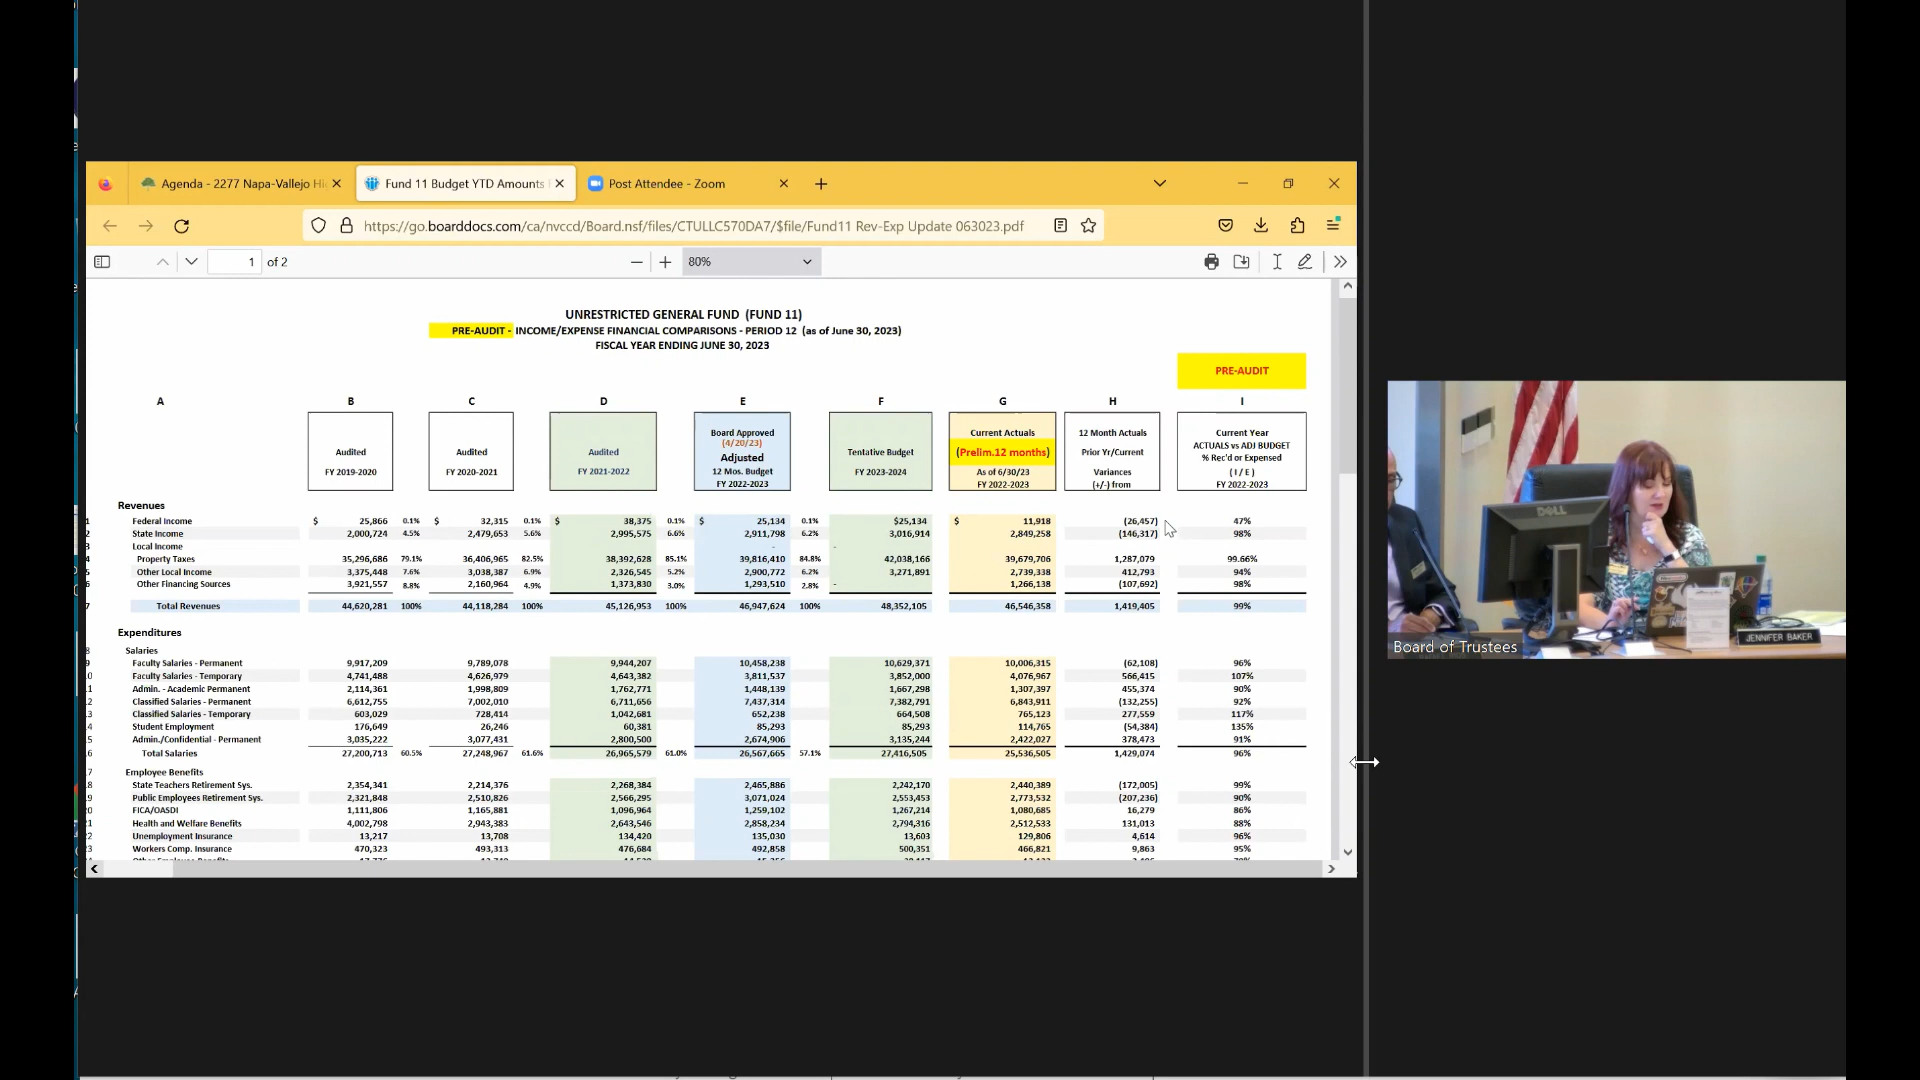 Agenda - 2277 Napa-Vallejo Hi
Fund 11 Budget YTD Amounts
Post Attendee - Zoom
https://go.boarddocs.com/ca/nvccd/Board.nsf/files/CTULLC570DA7/$file/Fund11 Rev-Exp Update 063023.pdf
1 of 2
80%
UNRESTRICTED GENERAL FUND (FUND 11)
PRE-AUDIT - INCOME/EXPENSE FINANCIAL COMPARISONS - PERIOD 12 (as of June 30, 2023)
FISCAL YEAR ENDING JUNE 30, 2023
PRE-AUDIT
A B C D E F G H I
Audited
FY 2019-2020
Audited
FY 2020-2021
Audited
FY 2021-2022
Board Approved
(4/20/23)
Adjusted
12 Mos. Budget
FY 2022-2023
Tentative Budget
FY 2023-2024
Current Actuals
(Prelim.12 months)
As of 6/30/23
FY 2022-2023
12 Month Actuals
Prior Yr/Current
Variances
(+/-) from
Current Year
ACTUALS vs ADJ BUDGET
% Rec'd or Expensed
( I / E )
FY 2022-2023
Revenues
1 Federal Income $ 25,866 0.1% $ 32,315 0.1% $ 38,375 0.1% $ 25,134 0.1% $25,134 $ 11,918 (26,457) 47%
2 State Income 2,000,724 4.5% 2,479,653 5.6% 2,995,575 6.6% 2,911,798 6.2% 3,016,914 2,849,258 (146,317) 98%
3 Local Income - -
4 Property Taxes 35,296,686 79.1% 36,406,965 82.5% 38,392,628 85.1% 39,816,410 84.8% 42,038,166 39,679,706 1,287,079 99.66%
5 Other Local Income 3,375,448 7.6% 3,038,387 6.9% 2,326,545 5.2% 2,900,772 6.2% 3,271,891 2,739,338 412,793 94%
6 Other Financing Sources 3,921,557 8.8% 2,160,964 4.9% 1,373,830 3.0% 1,293,510 2.8% - 1,266,138 (107,692) 98%
7 Total Revenues 44,620,281 100% 44,118,284 100% 45,126,953 100% 46,947,624 100% 48,352,105 46,546,358 1,419,405 99%
Expenditures
8 Salaries
9 Faculty Salaries - Permanent 9,917,209 9,789,078 9,944,207 10,458,238 10,629,371 10,006,315 (62,108) 96%
10 Faculty Salaries - Temporary 4,741,488 4,626,979 4,643,382 3,811,537 3,852,000 4,076,967 566,415 107%
11 Admin. - Academic Permanent 2,114,361 1,998,809 1,762,771 1,448,139 1,667,298 1,307,397 455,374 90%
12 Classified Salaries - Permanent 6,612,755 7,002,010 6,711,656 7,437,314 7,382,791 6,843,911 (132,255) 92%
13 Classified Salaries - Temporary 603,029 728,414 1,042,681 652,238 664,508 765,123 277,559 117%
14 Student Employment 176,649 26,246 60,381 85,293 85,293 114,765 (54,384) 135%
15 Admin./Confidential - Permanent 3,035,222 3,077,431 2,800,500 2,674,906 3,135,244 2,422,027 378,473 91%
16 Total Salaries 27,200,713 60.5% 27,248,967 61.6% 26,965,579 61.0% 26,567,665 57.1% 27,416,505 25,536,505 1,429,074 96%
17 Employee Benefits
18 State Teachers Retirement Sys. 2,354,341 2,214,376 2,268,384 2,465,886 2,242,170 2,440,389 (172,005) 99%
19 Public Employees Retirement Sys. 2,321,848 2,510,826 2,566,295 3,071,024 2,553,453 2,773,532 (207,236) 90%
20 FICA/OASDI 1,111,806 1,165,881 1,096,964 1,259,102 1,267,214 1,080,685 16,279 86%
21 Health and Welfare Benefits 4,002,798 2,943,383 2,643,546 2,858,234 2,794,316 2,512,533 131,013 88%
22 Unemployment Insurance 13,217 13,708 134,420 135,030 13,603 129,806 4,614 96%
23 Workers Comp. Insurance 470,323 493,313 476,684 492,858 500,351 466,821 9,863 95%
DELL
JENNIFER BAKER
Board of Trustees